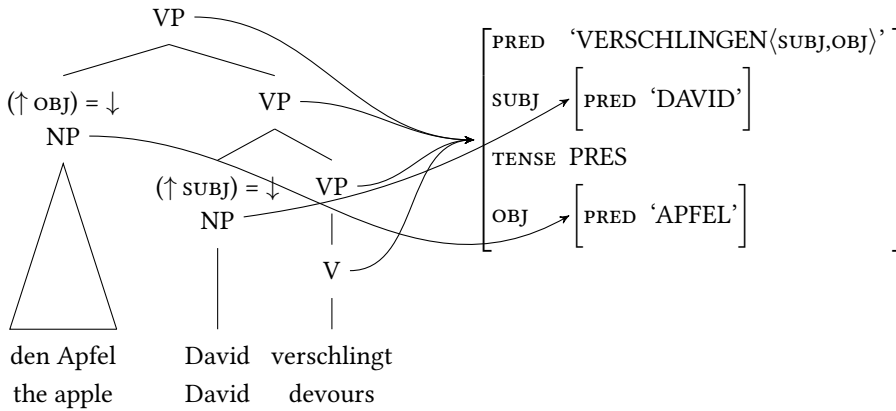 VP
PRED ‘VERSCHLINGEN⟨SUBJ,OBJ⟩’
(↑ OBJ) = ↓
VP
SUBJ [PRED ‘DAVID’]
NP
TENSE PRES
(↑ SUBJ) = ↓
VP
NP
OBJ [PRED ‘APFEL’]
V
den Apfel David verschlingt
the apple David devours